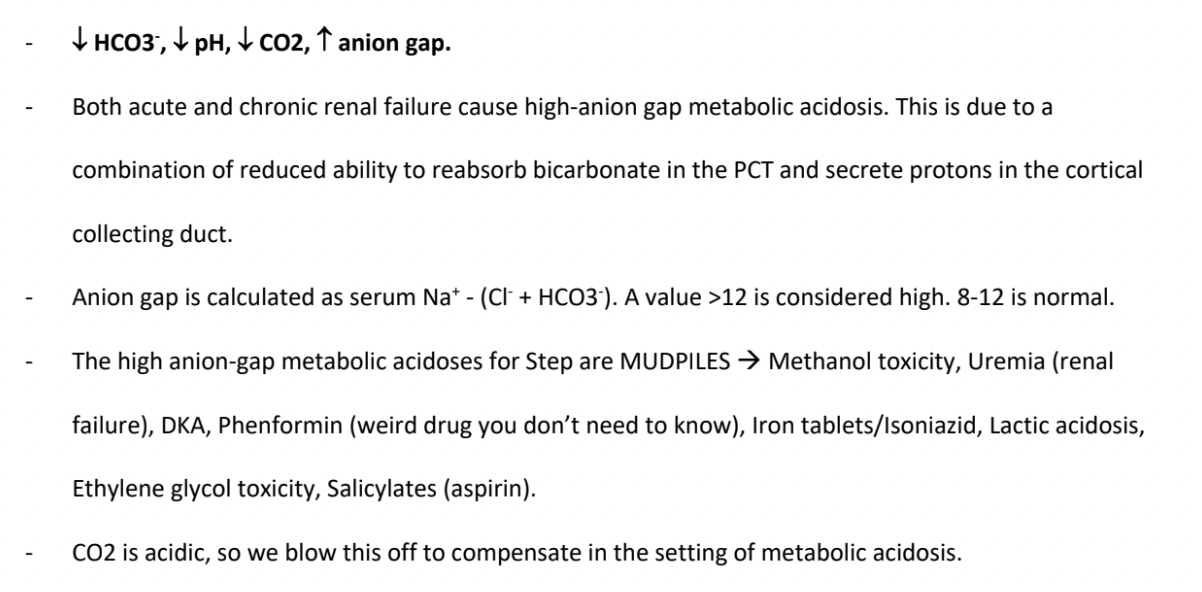 - ↓ HCO3⁻, ↓ pH, ↓ CO2, ↑ anion gap.
- Both acute and chronic renal failure cause high-anion gap metabolic acidosis. This is due to a
combination of reduced ability to reabsorb bicarbonate in the PCT and secrete protons in the cortical
collecting duct.
- Anion gap is calculated as serum Na⁺ - (Cl⁻ + HCO3⁻). A value >12 is considered high. 8-12 is normal.
- The high anion-gap metabolic acidoses for Step are MUDPILES → Methanol toxicity, Uremia (renal
failure), DKA, Phenformin (weird drug you don’t need to know), Iron tablets/Isoniazid, Lactic acidosis,
Ethylene glycol toxicity, Salicylates (aspirin).
- CO2 is acidic, so we blow this off to compensate in the setting of metabolic acidosis.